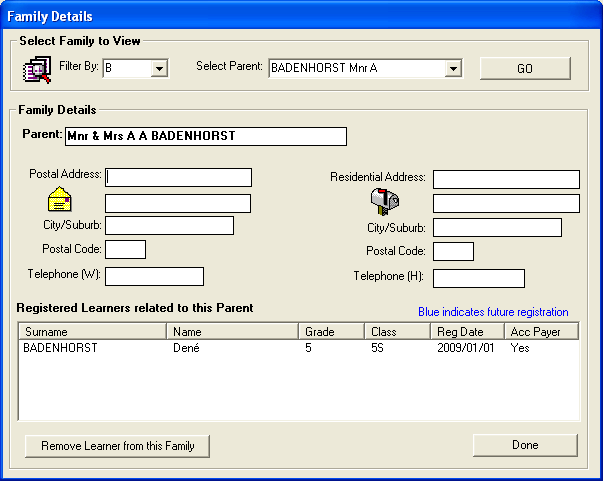 Family Details
Select Family to View
Filter By: B Select Parent: BADENHORST Mnr A GO
Family Details
Parent: Mnr & Mrs A A BADENHORST
Postal Address: Residential Address:
City/Suburb: City/Suburb:
Postal Code: Postal Code:
Telephone (W): Telephone (H):
Registered Learners related to this Parent Blue indicates future registration
Surname Name Grade Class Reg Date Acc Payer
BADENHORST Dené 5 5S 2009/01/01 Yes
Remove Learner from this Family Done